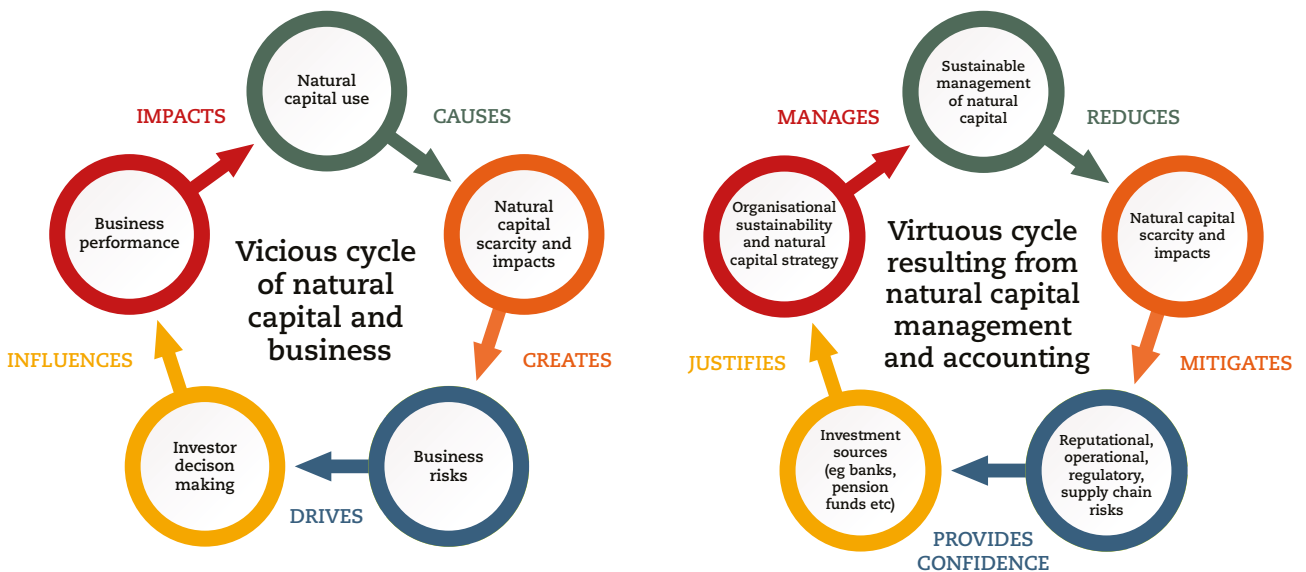 Natural
capital use
IMPACTS
CAUSES
Business
performance
Natural
capital
scarcity and
impacts
Vicious cycle
of natural
capital and
business
INFLUENCES
CREATES
Investor
decison
making
Business
risks
DRIVES
Sustainable
management
of natural
capital
MANAGES
REDUCES
Organisational
sustainability
and natural
capital strategy
Natural capital
scarcity and
impacts
Virtuous cycle
resulting from
natural capital
management
and accounting
JUSTIFIES
MITIGATES
Investment
sources
(eg banks,
pension
funds etc)
Reputational,
operational,
regulatory,
supply chain
risks
PROVIDES
CONFIDENCE